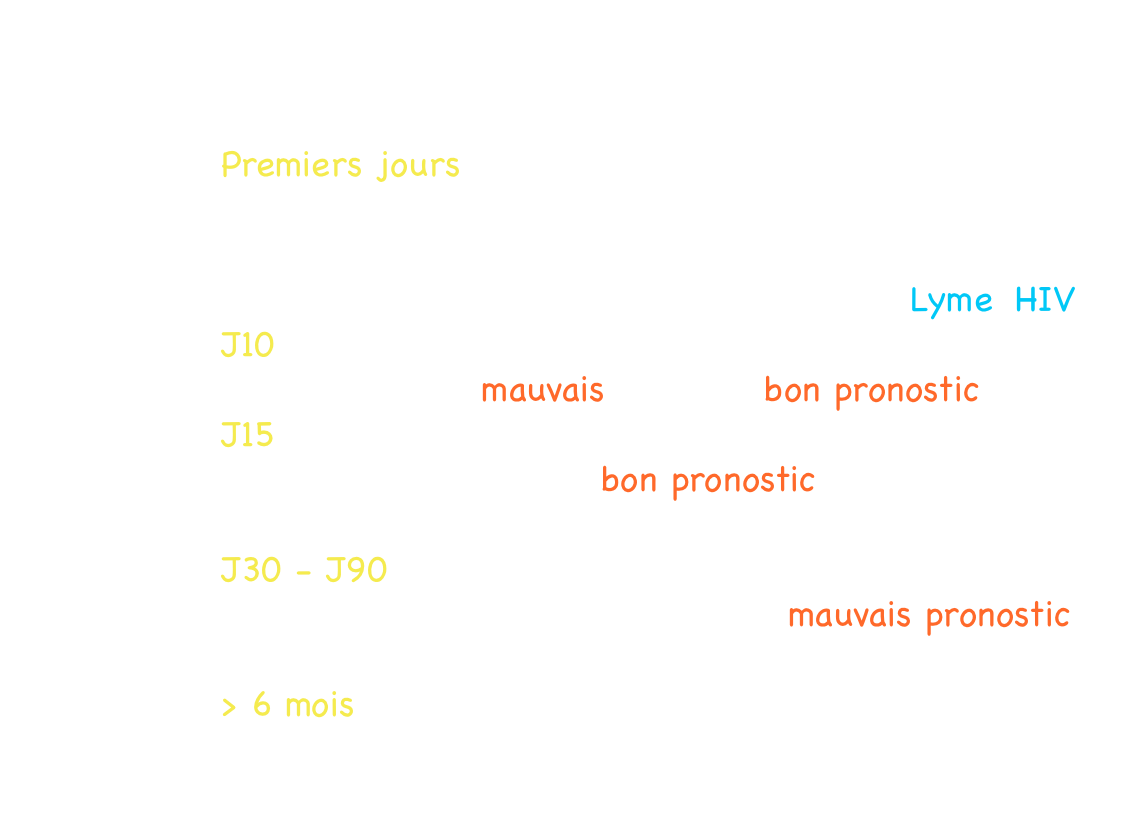 Premiers jours
Lyme HIV
J10
mauvais bon pronostic
J15
bon pronostic
J30 - J90
mauvais pronostic
> 6 mois